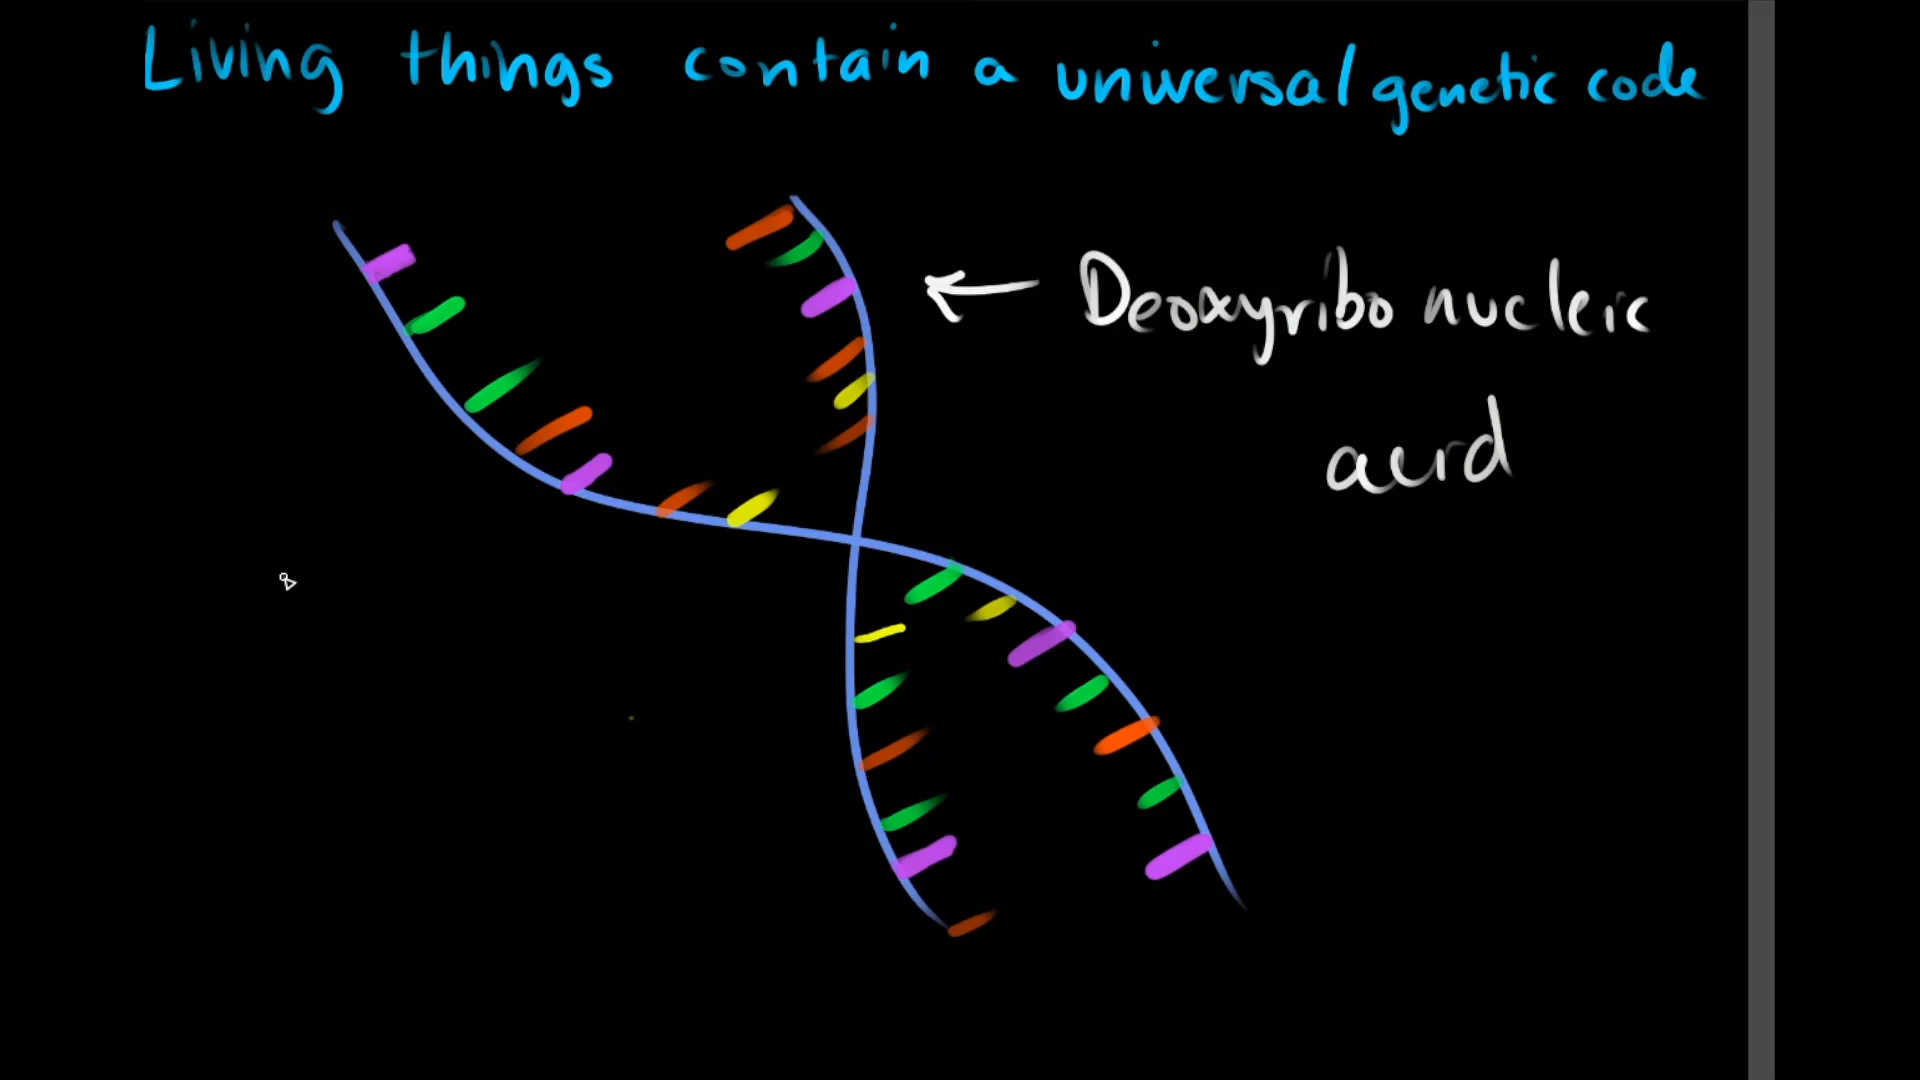 Living things contain a universal genetic code
Deoxyribo nucleic
acid